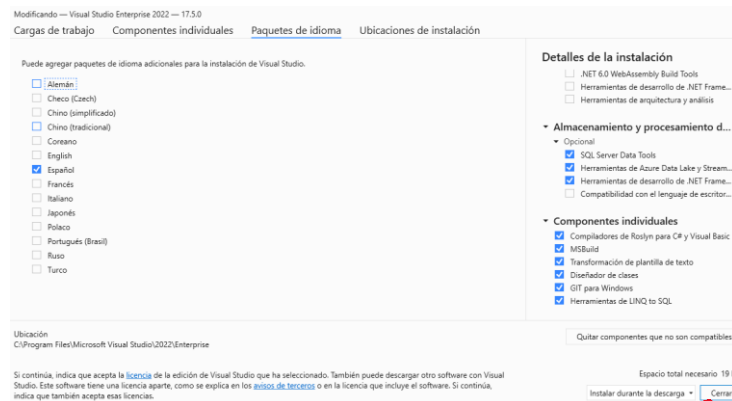 Modificando — Visual Studio Enterprise 2022 — 17.5.0
Cargas de trabajo Componentes individuales Paquetes de idioma Ubicaciones de instalación
Puede agregar paquetes de idioma adicionales para la instalación de Visual Studio.
Alemán
Checo (Czech)
Chino (simplificado)
Chino (tradicional)
Coreano
English
Español
Francés
Italiano
Japonés
Polaco
Portugués (Brasil)
Ruso
Turco
Detalles de la instalación
.NET 6.0 WebAssembly Build Tools
Herramientas de desarrollo de .NET Frame...
Herramientas de arquitectura y análisis
Almacenamiento y procesamiento d...
Opcional
SQL Server Data Tools
Herramientas de Azure Data Lake y Stream...
Herramientas de desarrollo de .NET Frame...
Compatibilidad con el lenguaje de escritor...
Componentes individuales
Compiladores de Roslyn para C# y Visual Basic
MSBuild
Transformación de plantilla de texto
Diseñador de clases
GIT para Windows
Herramientas de LINQ to SQL
Ubicación
C:\Program Files\Microsoft Visual Studio\2022\Enterprise
Quitar componentes que no son compatibles
Si continúa, indica que acepta la licencia de la edición de Visual Studio que ha seleccionado. También puede descargar otro software con Visual
Studio. Este software tiene una licencia aparte, como se explica en los avisos de terceros o en la licencia que incluye el software. Si continúa,
indica que también acepta esas licencias.
Espacio total necesario 19
Instalar durante la descarga Cerrar